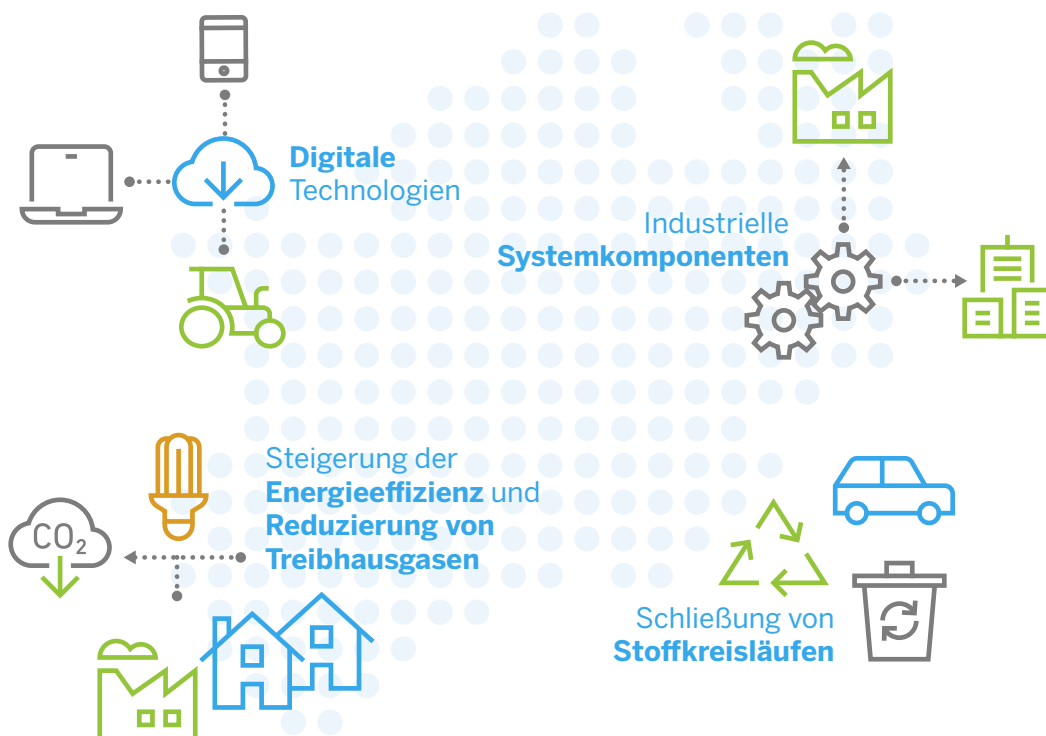 Digitale
Technologien
Industrielle
Systemkomponenten
Steigerung der
Energieeffizienz und
Reduzierung von
Treibhausgasen
CO₂
Schließung von
Stoffkreisläufen